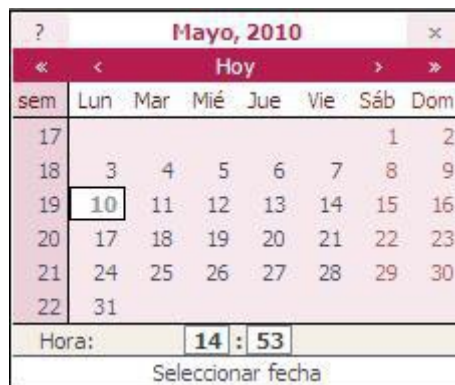 ? Mayo, 2010 ×
« ‹ Hoy › »
sem Lun Mar Mié Jue Vie Sáb Dom
17 1 2
18 3 4 5 6 7 8 9
19 10 11 12 13 14 15 16
20 17 18 19 20 21 22 23
21 24 25 26 27 28 29 30
22 31
Hora: 14 : 53
Seleccionar fecha